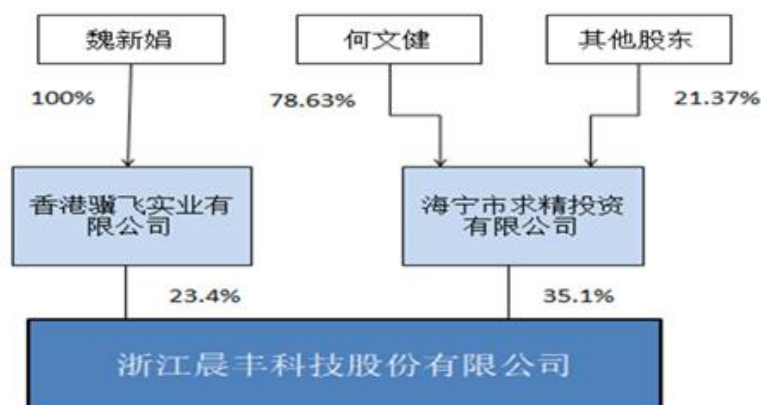 魏新娟
何文健
其他股东
100%
78.63%
21.37%
香港骥飞实业有
限公司
海宁市求精投资
有限公司
23.4%
35.1%
浙江晨丰科技股份有限公司